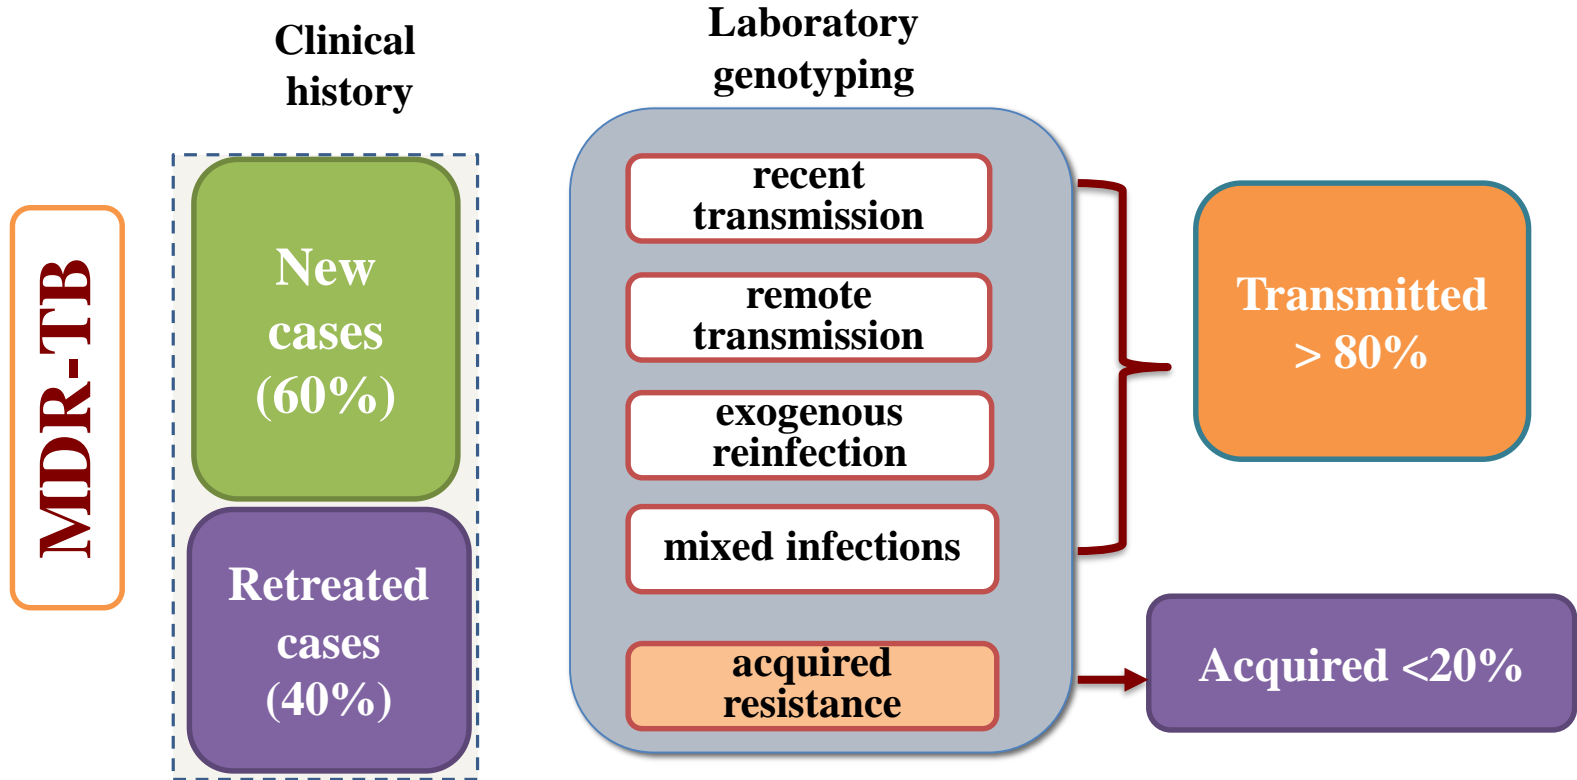 Clinical
history
Laboratory
genotyping
MDR-TB
New
cases
(60%)
Retreated
cases
(40%)
recent
transmission
remote
transmission
exogenous
reinfection
mixed infections
acquired
resistance
Transmitted
> 80%
Acquired <20%